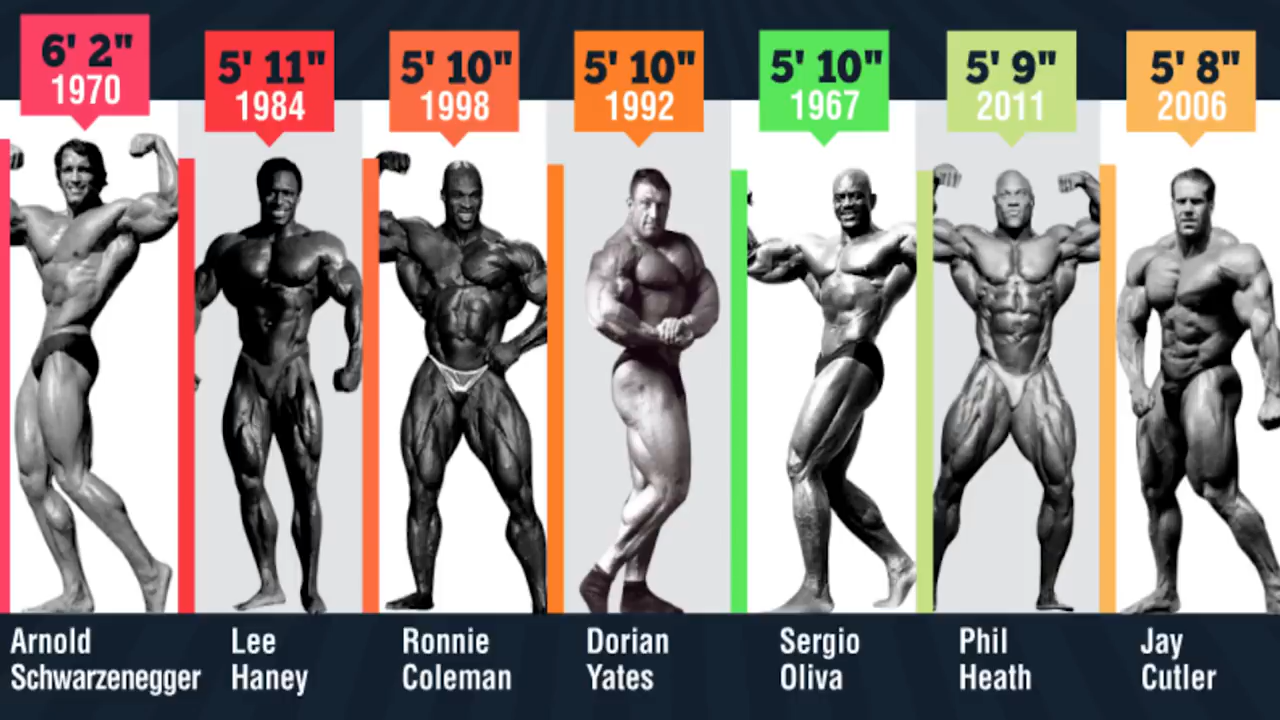 6' 2"
1970
5' 11"
1984
5' 10"
1998
5' 10"
1992
5' 10"
1967
5' 9"
2011
5' 8"
2006
Arnold
Schwarzenegger
Lee
Haney
Ronnie
Coleman
Dorian
Yates
Sergio
Oliva
Phil
Heath
Jay
Cutler